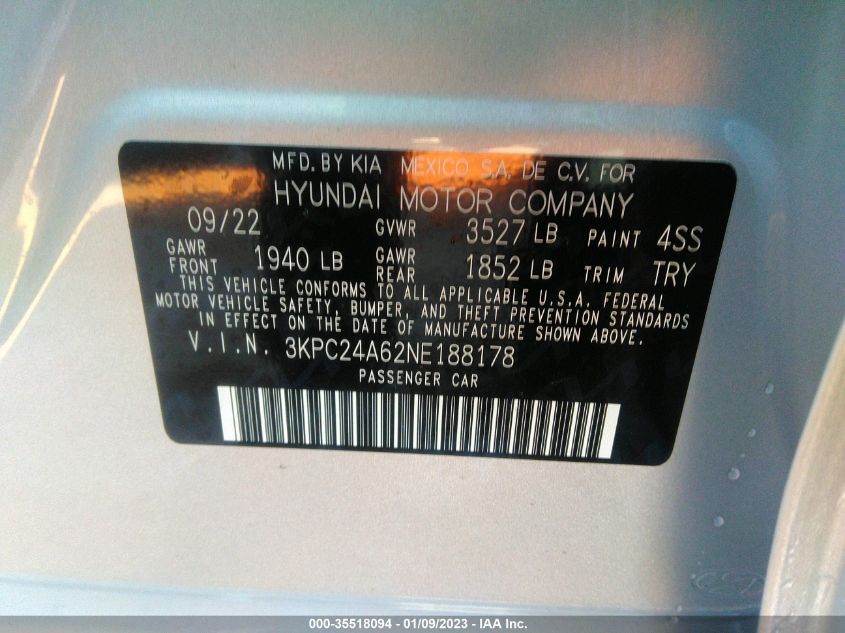 MFD. BY KIA MEXICO S.A. DE C.V. FOR
HYUNDAI MOTOR COMPANY
09/22 GVWR 3527 LB PAINT 4SS
GAWR FRONT 1940 LB GAWR REAR 1852 LB TRIM TRY
THIS VEHICLE CONFORMS TO ALL APPLICABLE U.S.A. FEDERAL
MOTOR VEHICLE SAFETY, BUMPER, AND THEFT PREVENTION STANDARDS
IN EFFECT ON THE DATE OF MANUFACTURE SHOWN ABOVE.
V.I.N. 3KPC24A62NE188178
PASSENGER CAR
000-35518094 - 01/09/2023 - IAA Inc.